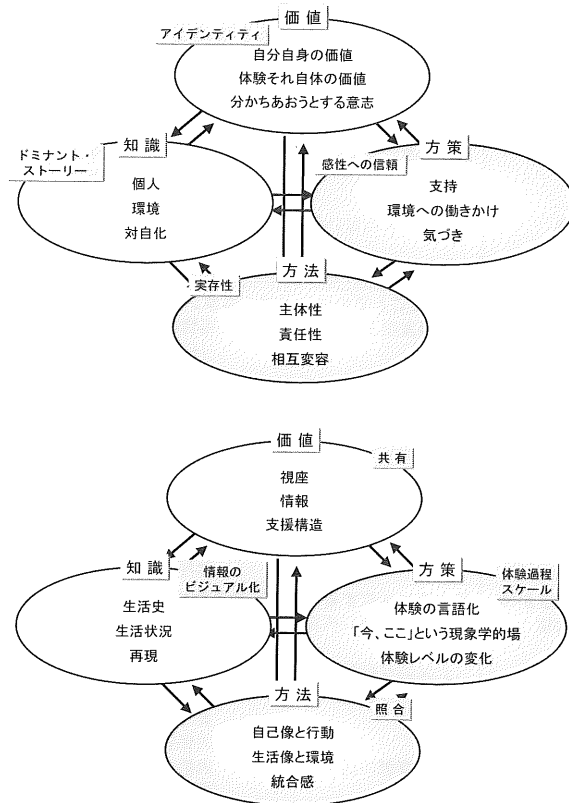 価 値
アイデンティティ
自分自身の価値
体験それ自体の価値
分かちあおうとする意志
知 識
ドミナント・
ストーリー
個人
環境
対自化
方 策
感性への信頼
支持
環境への働きかけ
気づき
方 法
実存性
主体性
責任性
相互変容
価 値
共 有
視座
情報
支援構造
知 識
情報の
ビジュアル化
生活史
生活状況
再現
方 策
体験過程
スケール
体験の言語化
「今、ここ」という現象学的場
体験レベルの変化
方 法
照 合
自己像と行動
生活像と環境
統合感